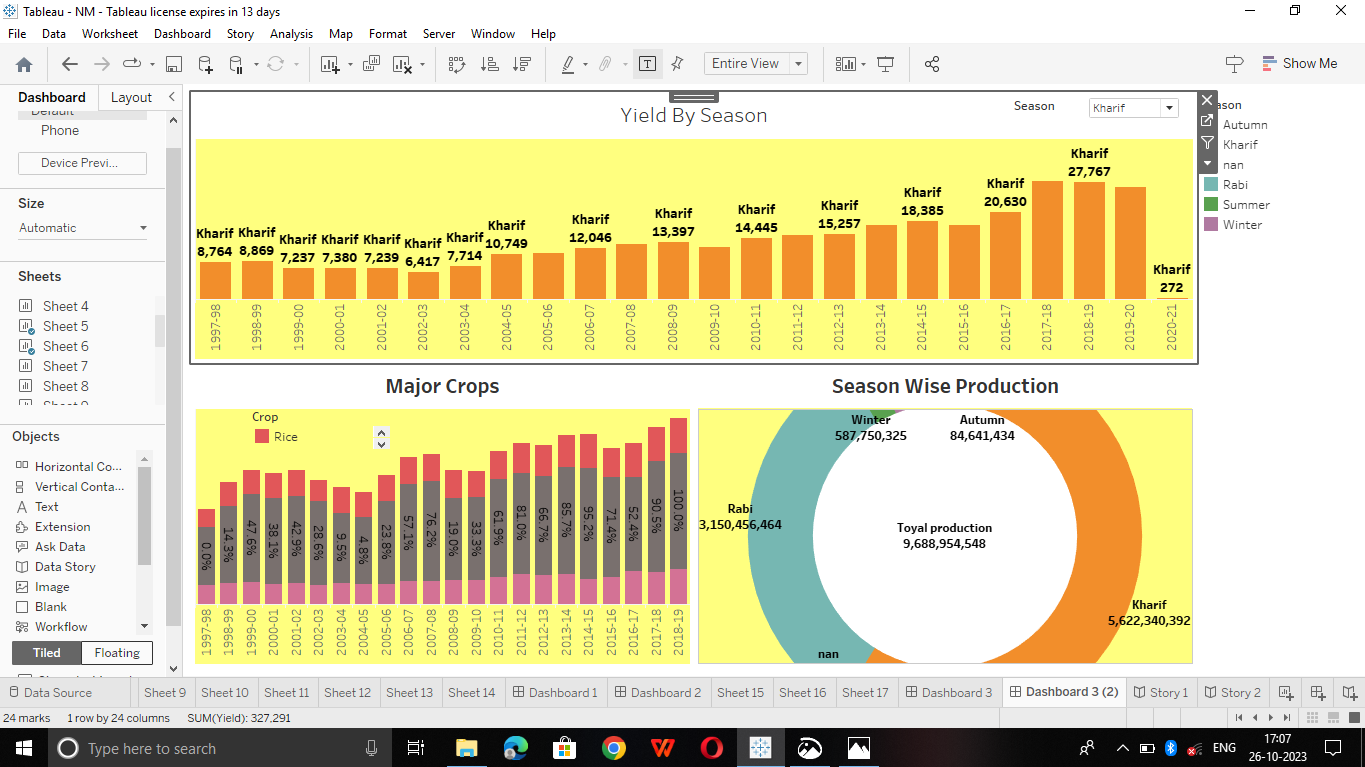 Tableau - NM - Tableau license expires in 13 days
File Data Worksheet Dashboard Story Analysis Map Format Server Window Help
Entire View
Show Me
Dashboard Layout
Default
Phone
Device Previ...
Size
Automatic
Sheets
Sheet 4
Sheet 5
Sheet 6
Sheet 7
Sheet 8
Objects
Horizontal Co...
Vertical Conta...
Text
Extension
Ask Data
Data Story
Image
Blank
Workflow
Tiled Floating
Yield By Season
Season Kharif
Kharif 8,764
Kharif 8,869
Kharif 7,237
Kharif 7,380
Kharif 7,239
Kharif 6,417
Kharif 7,714
Kharif 10,749
Kharif 12,046
Kharif 13,397
Kharif 14,445
Kharif 15,257
Kharif 18,385
Kharif 20,630
Kharif 27,767
Kharif 272
1997-98 1998-99 1999-00 2000-01 2001-02 2002-03 2003-04 2004-05 2005-06 2006-07 2007-08 2008-09 2009-10 2010-11 2011-12 2012-13 2013-14 2014-15 2015-16 2016-17 2017-18 2018-19 2019-20 2020-21
ason
Autumn
Kharif
nan
Rabi
Summer
Winter
Major Crops
Crop
Rice
0.0% 14.3% 47.6% 38.1% 42.9% 28.6% 9.5% 4.8% 23.8% 57.1% 76.2% 19.0% 33.3% 61.9% 81.0% 66.7% 85.7% 95.2% 71.4% 52.4% 90.5% 100.0%
1997-98 1998-99 1999-00 2000-01 2001-02 2002-03 2003-04 2004-05 2005-06 2006-07 2007-08 2008-09 2009-10 2010-11 2011-12 2012-13 2013-14 2014-15 2015-16 2016-17 2017-18 2018-19
Season Wise Production
Winter
587,750,325
Autumn
84,641,434
Rabi
3,150,456,464
Toyal production
9,688,954,548
Kharif
5,622,340,392
nan
Data Source Sheet 9 Sheet 10 Sheet 11 Sheet 12 Sheet 13 Sheet 14 Dashboard 1 Dashboard 2 Sheet 15 Sheet 16 Sheet 17 Dashboard 3 Dashboard 3 (2) Story 1 Story 2
24 marks 1 row by 24 columns SUM(Yield): 327,291
Type here to search
ENG
17:07
26-10-2023